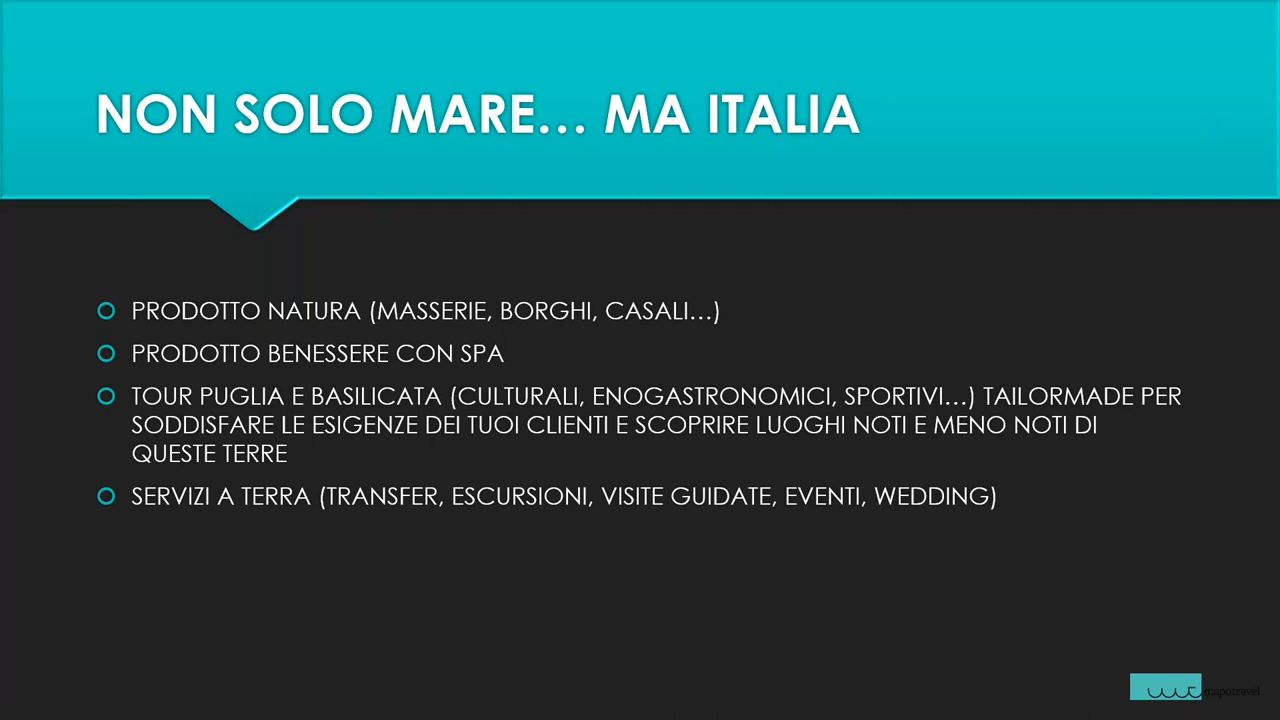 NON SOLO MARE... MA ITALIA
PRODOTTO NATURA (MASSERIE, BORGHI, CASALI...)
PRODOTTO BENESSERE CON SPA
TOUR PUGLIA E BASILICATA (CULTURALI, ENOGASTRONOMICI, SPORTIVI...) TAILORMADE PER
SODDISFARE LE ESIGENZE DEI TUOI CLIENTI E SCOPRIRE LUOGHI NOTI E MENO NOTI DI
QUESTE TERRE
SERVIZI A TERRA (TRANSFER, ESCURSIONI, VISITE GUIDATE, EVENTI, WEDDING)
mapotravel